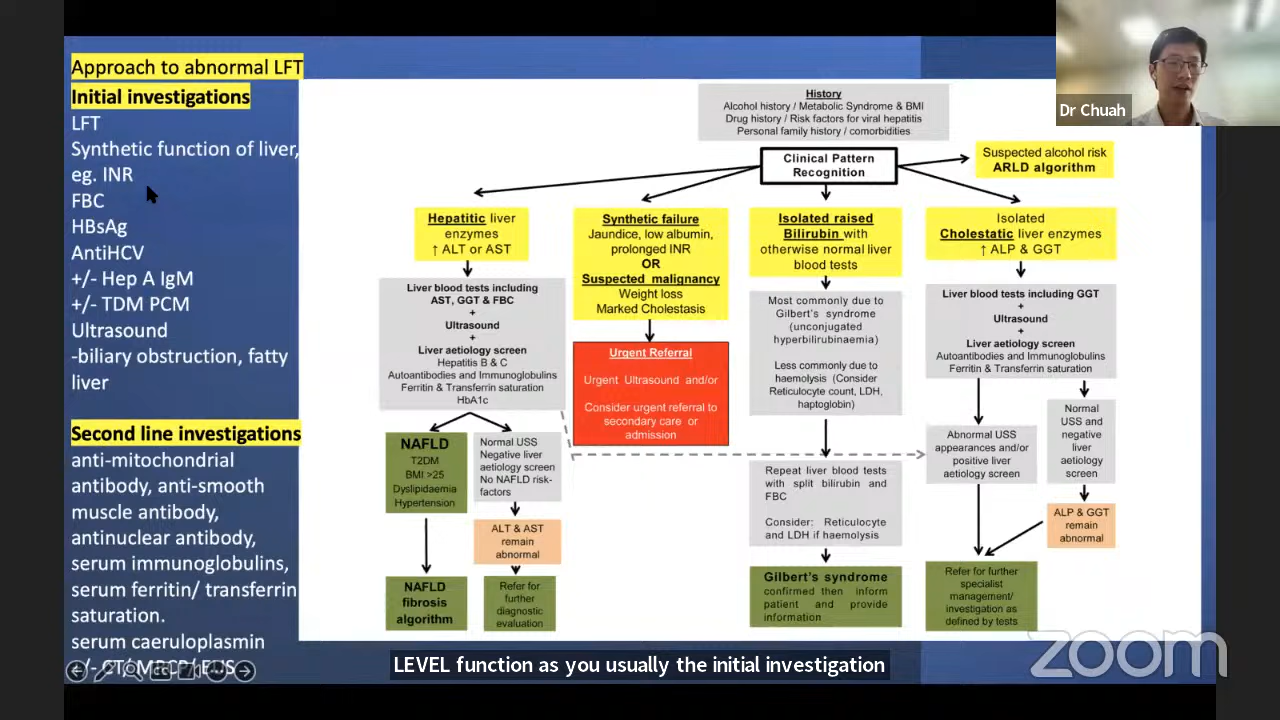 Approach to abnormal LFT
Initial investigations
LFT
Synthetic function of liver,
eg. INR
FBC
HBsAg
AntiHCV
+/- Hep A IgM
+/- TDM PCM
Ultrasound
-biliary obstruction, fatty
liver
Second line investigations
anti-mitochondrial
antibody, anti-smooth
muscle antibody,
antinuclear antibody,
serum immunoglobulins,
serum ferritin/ transferrin
saturation.
serum caeruloplasmin
+/- CT/ MRCP/ EUS
History
Alcohol history / Metabolic Syndrome & BMI
Drug history / Risk factors for viral hepatitis
Personal family history / comorbidities
Clinical Pattern
Recognition
Suspected alcohol risk
ARLD algorithm
Hepatitic liver
enzymes
↑ ALT or AST
Liver blood tests including
AST, GGT & FBC
+
Ultrasound
+
Liver aetiology screen
Hepatitis B & C
Autoantibodies and Immunoglobulins
Ferritin & Transferrin saturation
HbA1c
NAFLD
T2DM
BMI >25
Dyslipidaemia
Hypertension
NAFLD
fibrosis
algorithm
Normal USS
Negative liver
aetiology screen
No NAFLD risk-
factors
ALT & AST
remain
abnormal
Refer for
further
diagnostic
evaluation
Synthetic failure
Jaundice, low albumin,
prolonged INR
OR
Suspected malignancy
Weight loss
Marked Cholestasis
Urgent Referral
Urgent Ultrasound and/or
Consider urgent referral to
secondary care or
admission
Isolated raised
Bilirubin with
otherwise normal liver
blood tests
Most commonly due to
Gilbert's syndrome
(unconjugated
hyperbilirubinaemia)
Less commonly due to
haemolysis (Consider
Reticulocyte count, LDH,
haptoglobin)
Repeat liver blood tests
with split bilirubin and
FBC
Consider: Reticulocyte
and LDH if haemolysis
Gilbert's syndrome
confirmed then inform
patient and provide
information
Isolated
Cholestatic liver enzymes
↑ ALP & GGT
Liver blood tests including GGT
+
Ultrasound
+
Liver aetiology screen
Autoantibodies and Immunoglobulins
Ferritin & Transferrin saturation
Abnormal USS
appearances and/or
positive liver
aetiology screen
Normal
USS and
negative
liver
aetiology
screen
ALP & GGT
remain
abnormal
Refer for further
specialist
management/
investigation as
defined by tests
Dr Chuah
LEVEL function as you usually the initial investigation
zoom